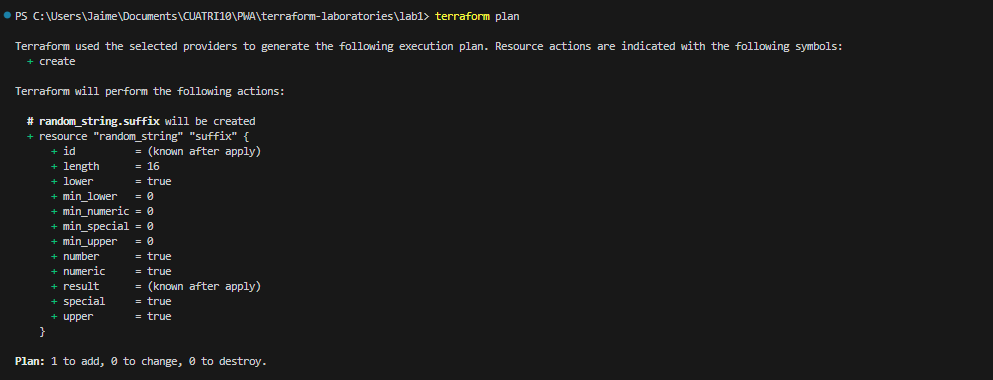 PS C:\Users\Jaime\Documents\CUATRI10\PWA\terraform-laboratories\lab1> terraform plan
Terraform used the selected providers to generate the following execution plan. Resource actions are indicated with the following symbols:
+ create
Terraform will perform the following actions:
# random_string.suffix will be created
+ resource "random_string" "suffix" {
+ id          = (known after apply)
+ length      = 16
+ lower       = true
+ min_lower   = 0
+ min_numeric = 0
+ min_special = 0
+ min_upper   = 0
+ number      = true
+ numeric     = true
+ result      = (known after apply)
+ special     = true
+ upper       = true
}
Plan: 1 to add, 0 to change, 0 to destroy.